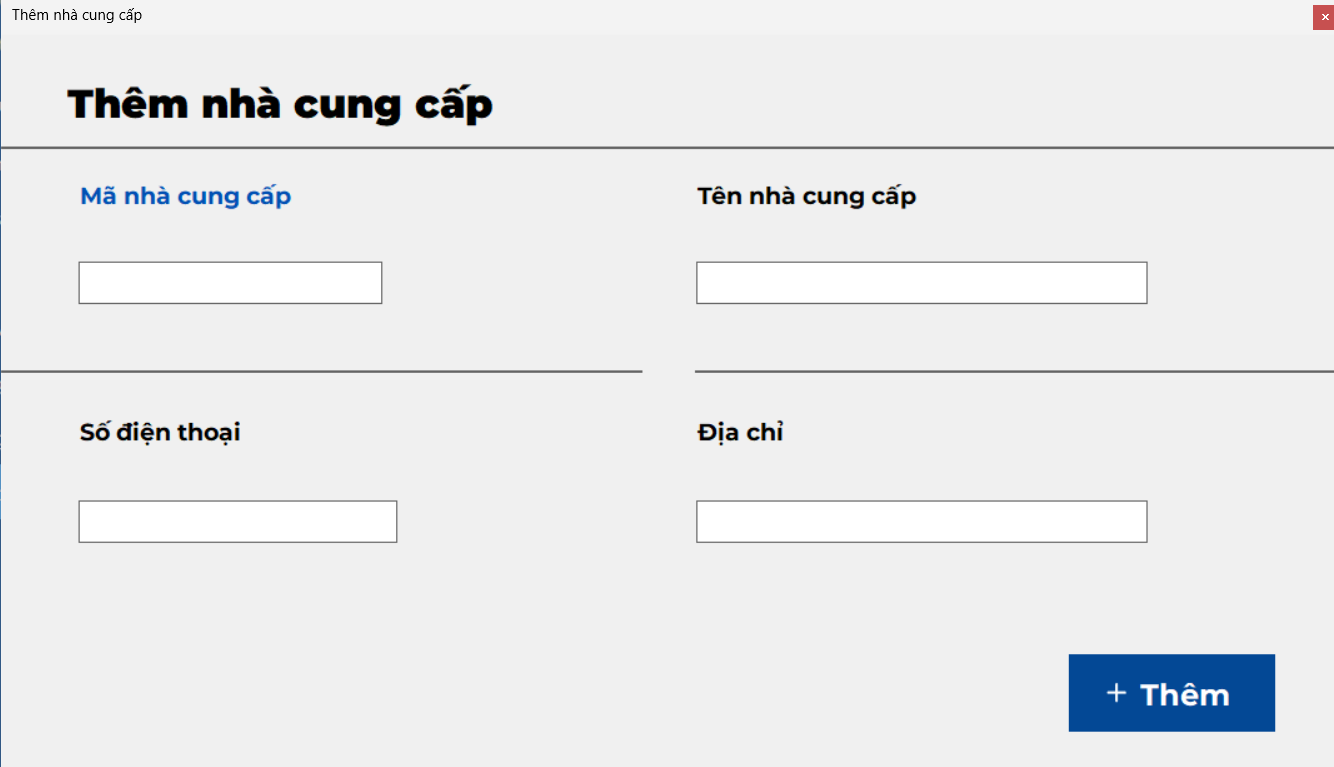 Thêm nhà cung cấp
Thêm nhà cung cấp
Mã nhà cung cấp
Tên nhà cung cấp
Số điện thoại
Địa chỉ
+ Thêm